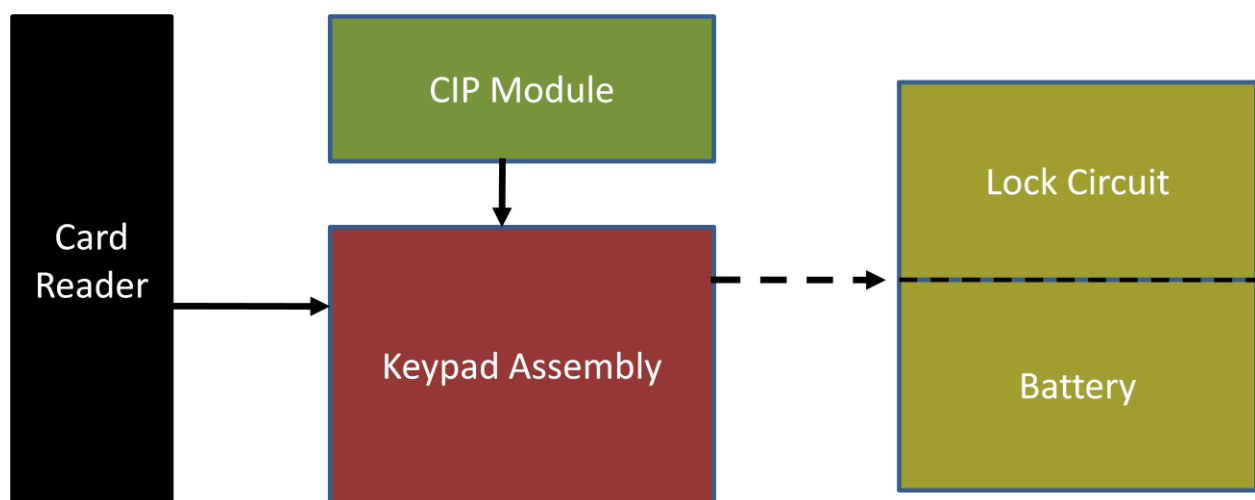 Card
Reader
CIP Module
Keypad Assembly
Lock Circuit
Battery